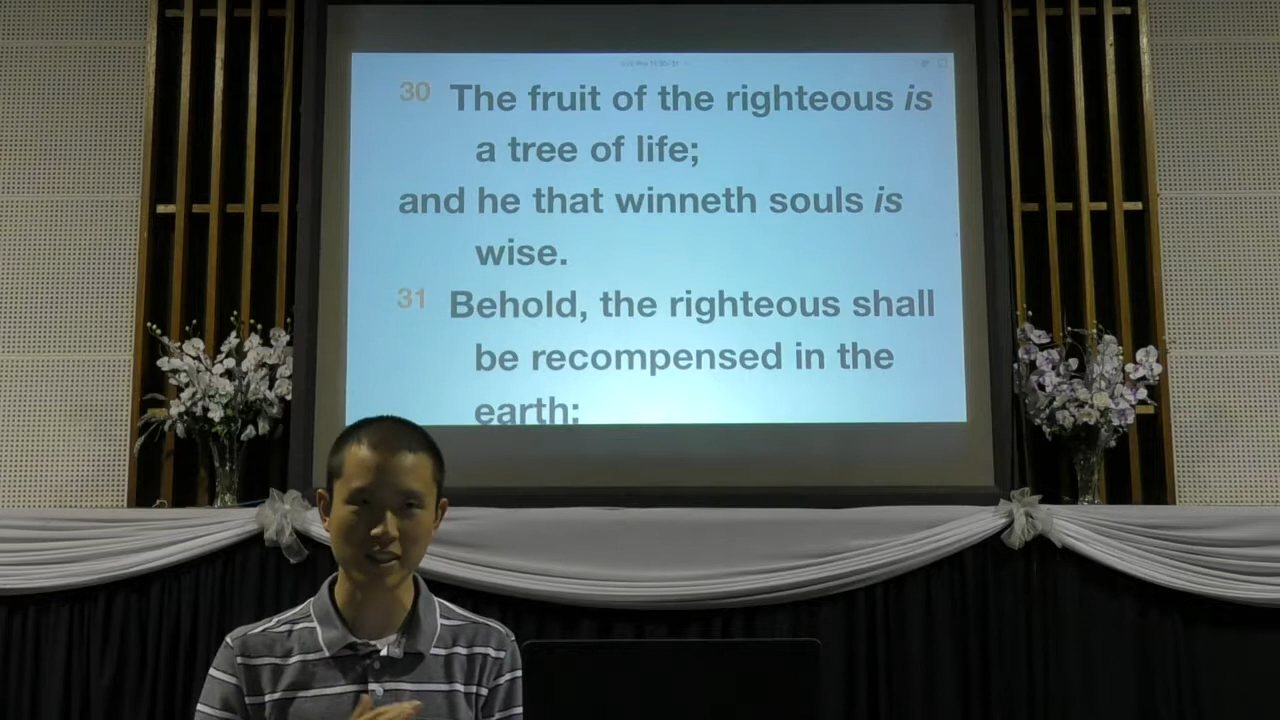 30 The fruit of the righteous is
a tree of life;
and he that winneth souls is
wise.
31 Behold, the righteous shall
be recompensed in the
earth: